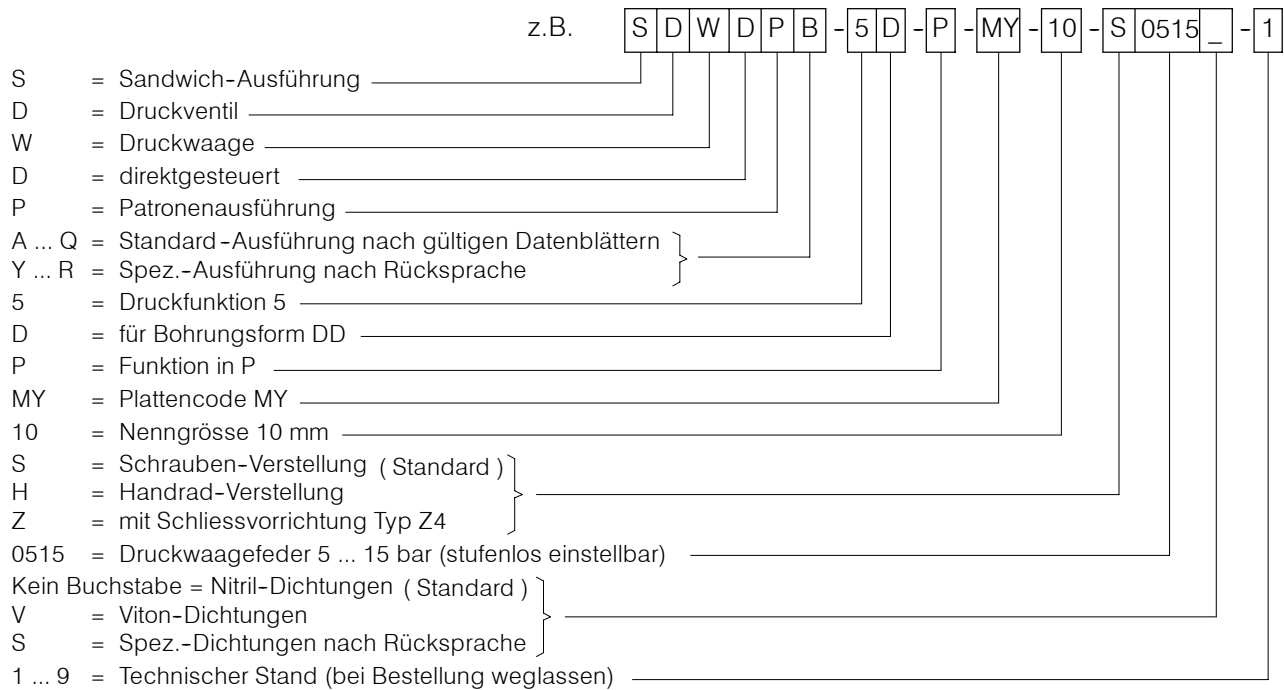 z.B. SDWDPB-5D-P-MY-10-S0515_-1
S = Sandwich-Ausführung
D = Druckventil
W = Druckwaage
D = direktgesteuert
P = Patronenausführung
A ... Q = Standard-Ausführung nach gültigen Datenblättern
Y ... R = Spez.-Ausführung nach Rücksprache
5 = Druckfunktion 5
D = für Bohrungsform DD
P = Funktion in P
MY = Plattencode MY
10 = Nenngrösse 10 mm
S = Schrauben-Verstellung (Standard)
H = Handrad-Verstellung
Z = mit Schliessvorrichtung Typ Z4
0515 = Druckwaagefeder 5 ... 15 bar (stufenlos einstellbar)
Kein Buchstabe = Nitril-Dichtungen (Standard)
V = Viton-Dichtungen
S = Spez.-Dichtungen nach Rücksprache
1 ... 9 = Technischer Stand (bei Bestellung weglassen)